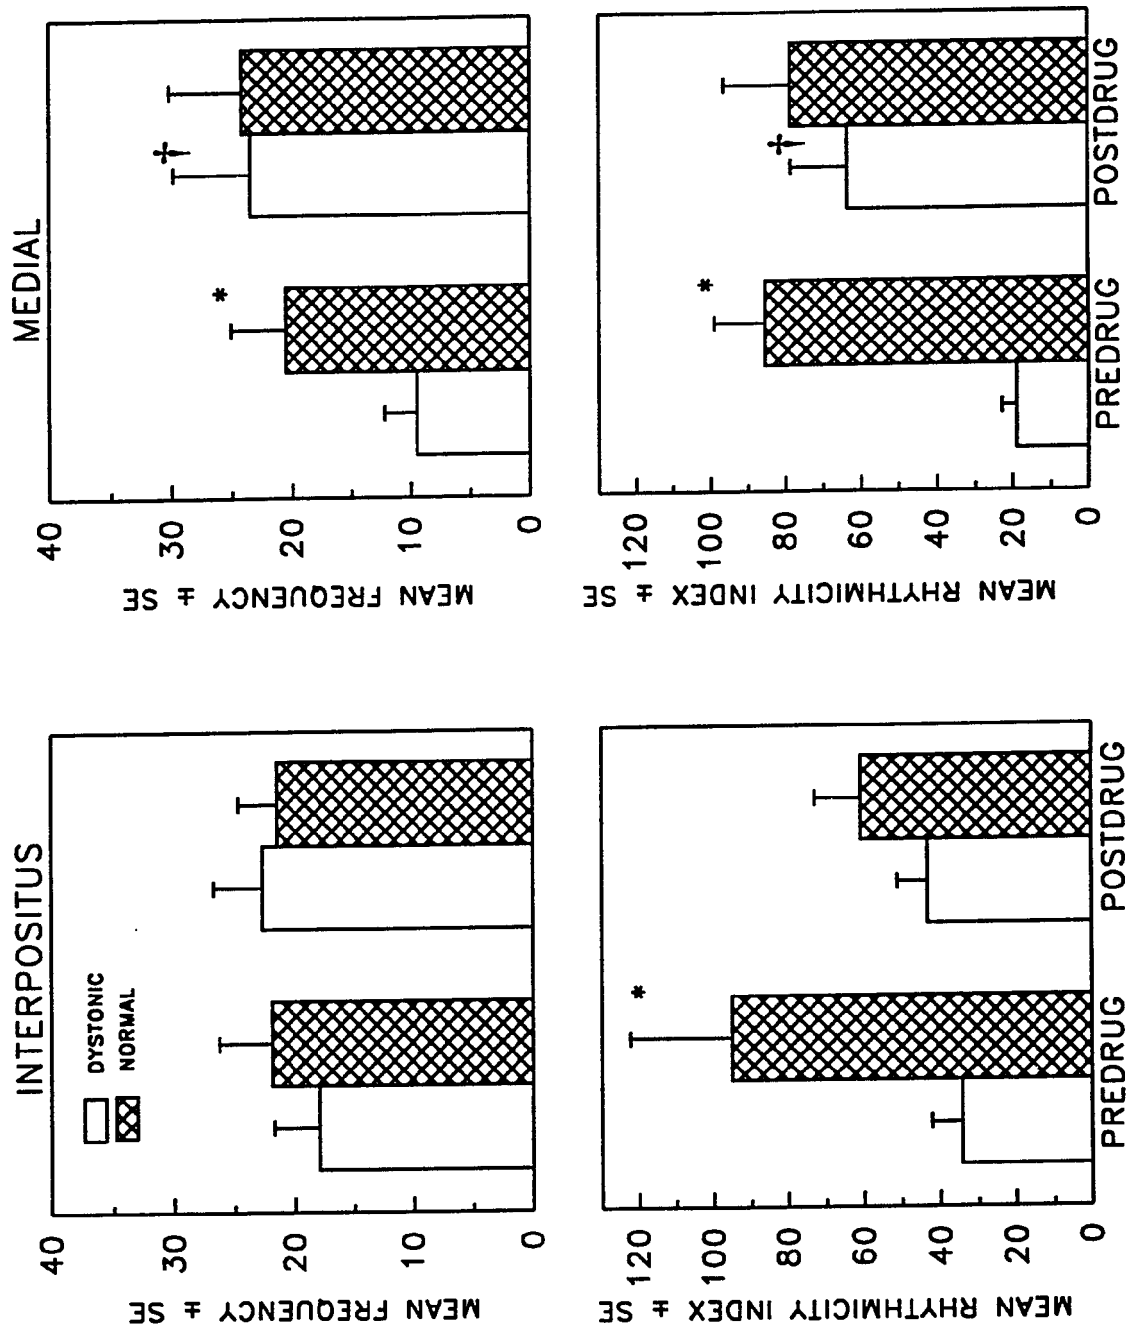 INTERPOSITUS
MEDIAL
DYSTONIC
NORMAL
MEAN FREQUENCY ± SE
40
30
20
10
0
MEAN FREQUENCY ± SE
40
30
20
10
0
*
†
MEAN RHYTHMICITY INDEX ± SE
120
100
80
60
40
20
0
*
PREDRUG
POSTDRUG
MEAN RHYTHMICITY INDEX ± SE
120
100
80
60
40
20
0
*
†
PREDRUG
POSTDRUG